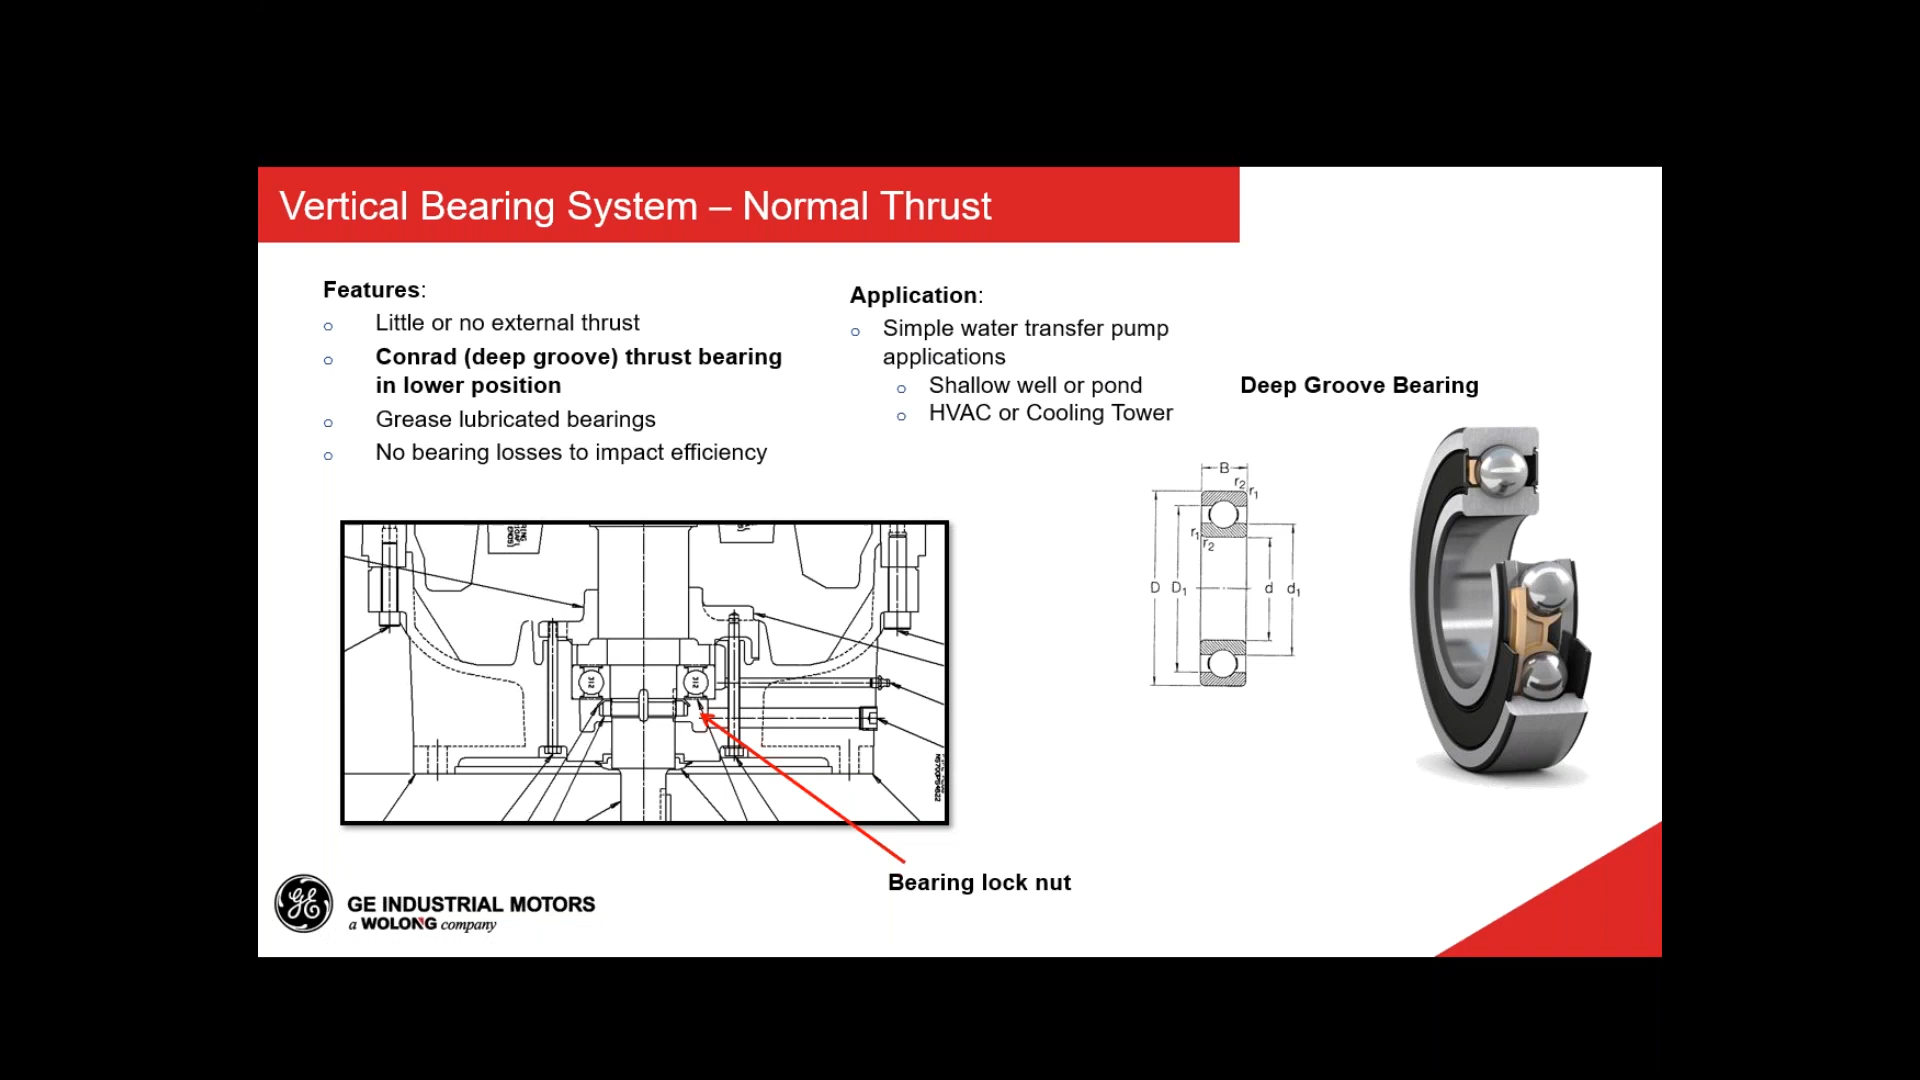 Vertical Bearing System – Normal Thrust
Features:
Little or no external thrust
Conrad (deep groove) thrust bearing
in lower position
Grease lubricated bearings
No bearing losses to impact efficiency
Application:
Simple water transfer pump
applications
Shallow well or pond
HVAC or Cooling Tower
Deep Groove Bearing
B
r2
r1
r1
r2
D
D1
d
d1
312
312
Bearing lock nut
GE INDUSTRIAL MOTORS
a WOLONG company